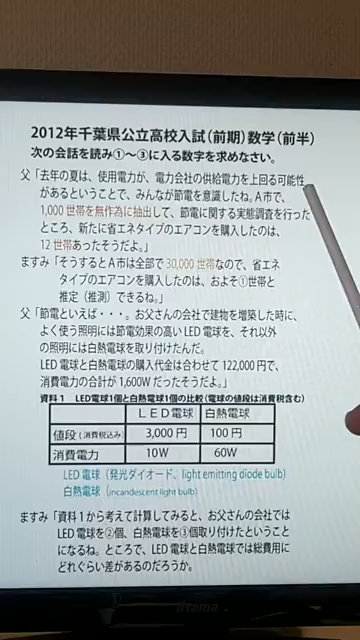 2012年千葉県公立高校入試（前期）数学（前半）
次の会話を読み①～③に入る数字を求めなさい。
父「去年の夏は、使用電力が、電力会社の供給電力を上回る可能性
があるということで、みんなが節電を意識したね。A市で、
1,000世帯を無作為に抽出して、節電に関する実態調査を行った
ところ、新たに省エネタイプのエアコンを購入したのは、
12世帯あったそうだよ。」
ますみ「そうするとA市は全部で30,000世帯なので、省エネ
タイプのエアコンを購入したのは、およそ①世帯と
推定（推測）できるね。」
父「節電といえば・・・。お父さんの会社で建物を増築した時に、
よく使う照明には節電効果の高いLED電球を、それ以外
の照明には白熱電球を取り付けたんだ。
LED電球と白熱電球の購入代金は合わせて122,000円で、
消費電力の合計が1,600Wだったそうだよ。」
資料1 LED電球1個と白熱電球1個の比較（電球の値段は消費税含む）
LED電球 白熱電球
値段（消費税込み） 3,000円 100円
消費電力 10W 60W
LED電球（発光ダイオード、light emitting diode bulb）
白熱電球（incandescent light bulb）
ますみ「資料1から考えて計算してみると、お父さんの会社では
LED電球を②個、白熱電球を③個取り付けたということ
になるね。ところで、LED電球と白熱電球では総費用に
どれぐらい差があるのだろうか。
iiyama